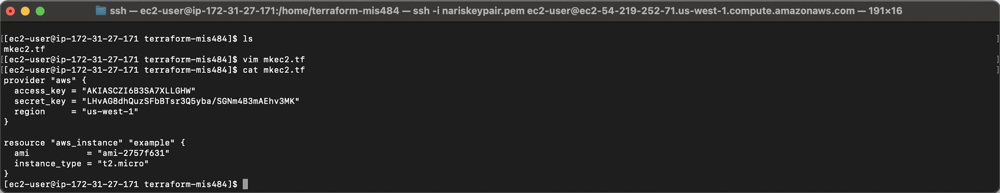 ssh — ec2-user@ip-172-31-27-171:/home/terraform-mis484 — ssh -i nariskeypair.pem ec2-user@ec2-54-219-252-71.us-west-1.compute.amazonaws.com — 191×16
[[ec2-user@ip-172-31-27-171 terraform-mis484]$ ls ]
mkec2.tf
[[ec2-user@ip-172-31-27-171 terraform-mis484]$ vim mkec2.tf ]
[[ec2-user@ip-172-31-27-171 terraform-mis484]$ cat mkec2.tf ]
provider "aws" {
  access_key = "AKIASCZI6B3SA7XLLGHW"
  secret_key = "LHvAG8dhQuzSFbBTsr3Q5yba/SGNm4B3mAEhv3MK"
  region     = "us-west-1"
}
resource "aws_instance" "example" {
  ami           = "ami-2757f631"
  instance_type = "t2.micro"
}
[ec2-user@ip-172-31-27-171 terraform-mis484]$